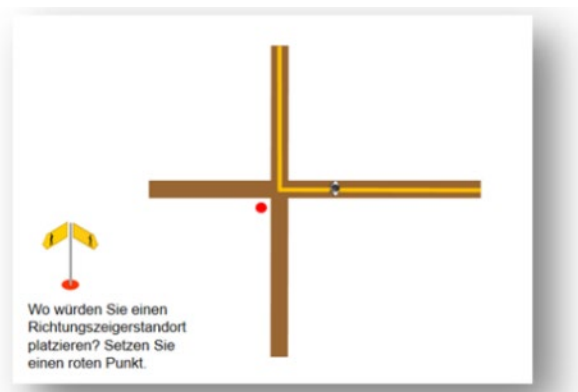 Wo würden Sie einen
Richtungszeigerstandort
platzieren? Setzen Sie
einen roten Punkt.